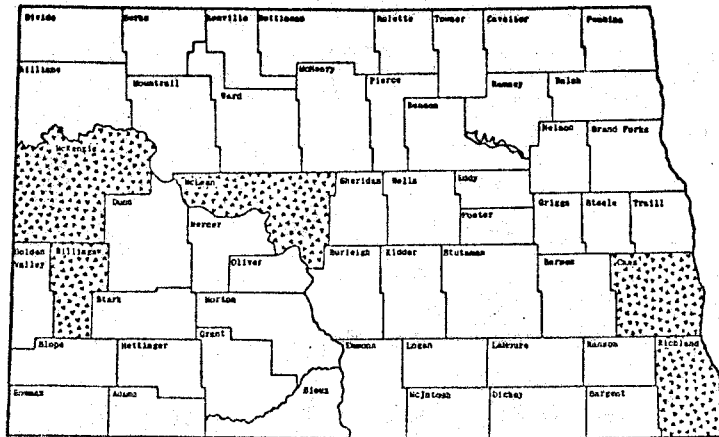 Divide Burke Renville Bottineau Rolette Towner Cavalier Pembina
Williams Mountrail Ward McHenry Pierce Benson Ramsey Walsh
Nelson Grand Forks
McKenzie McLean Sheridan Wells Eddy
Dunn Foster Griggs Steele Traill
Mercer
Golden Valley Billings Oliver Burleigh Kidder Stutsman Barnes Cass
Stark Morton
Slope Hettinger Grant Emmons Logan LaMoure Ransom Richland
Bowman Adams Sioux McIntosh Dickey Sargent